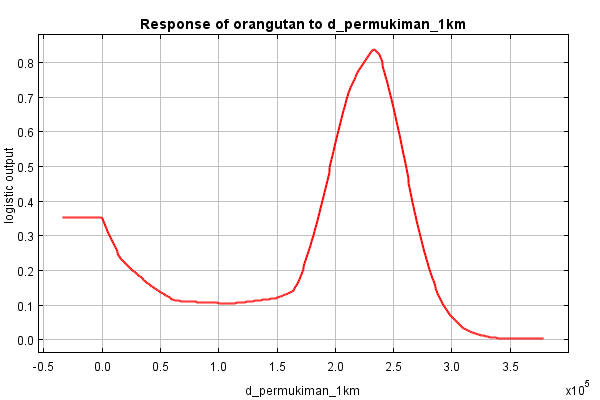 Response of orangutan to d_permukiman_1km
logistic output
0.8
0.7
0.6
0.5
0.4
0.3
0.2
0.1
0.0
-0.5 0.0 0.5 1.0 1.5 2.0 2.5 3.0 3.5
d_permukiman_1km x10^5